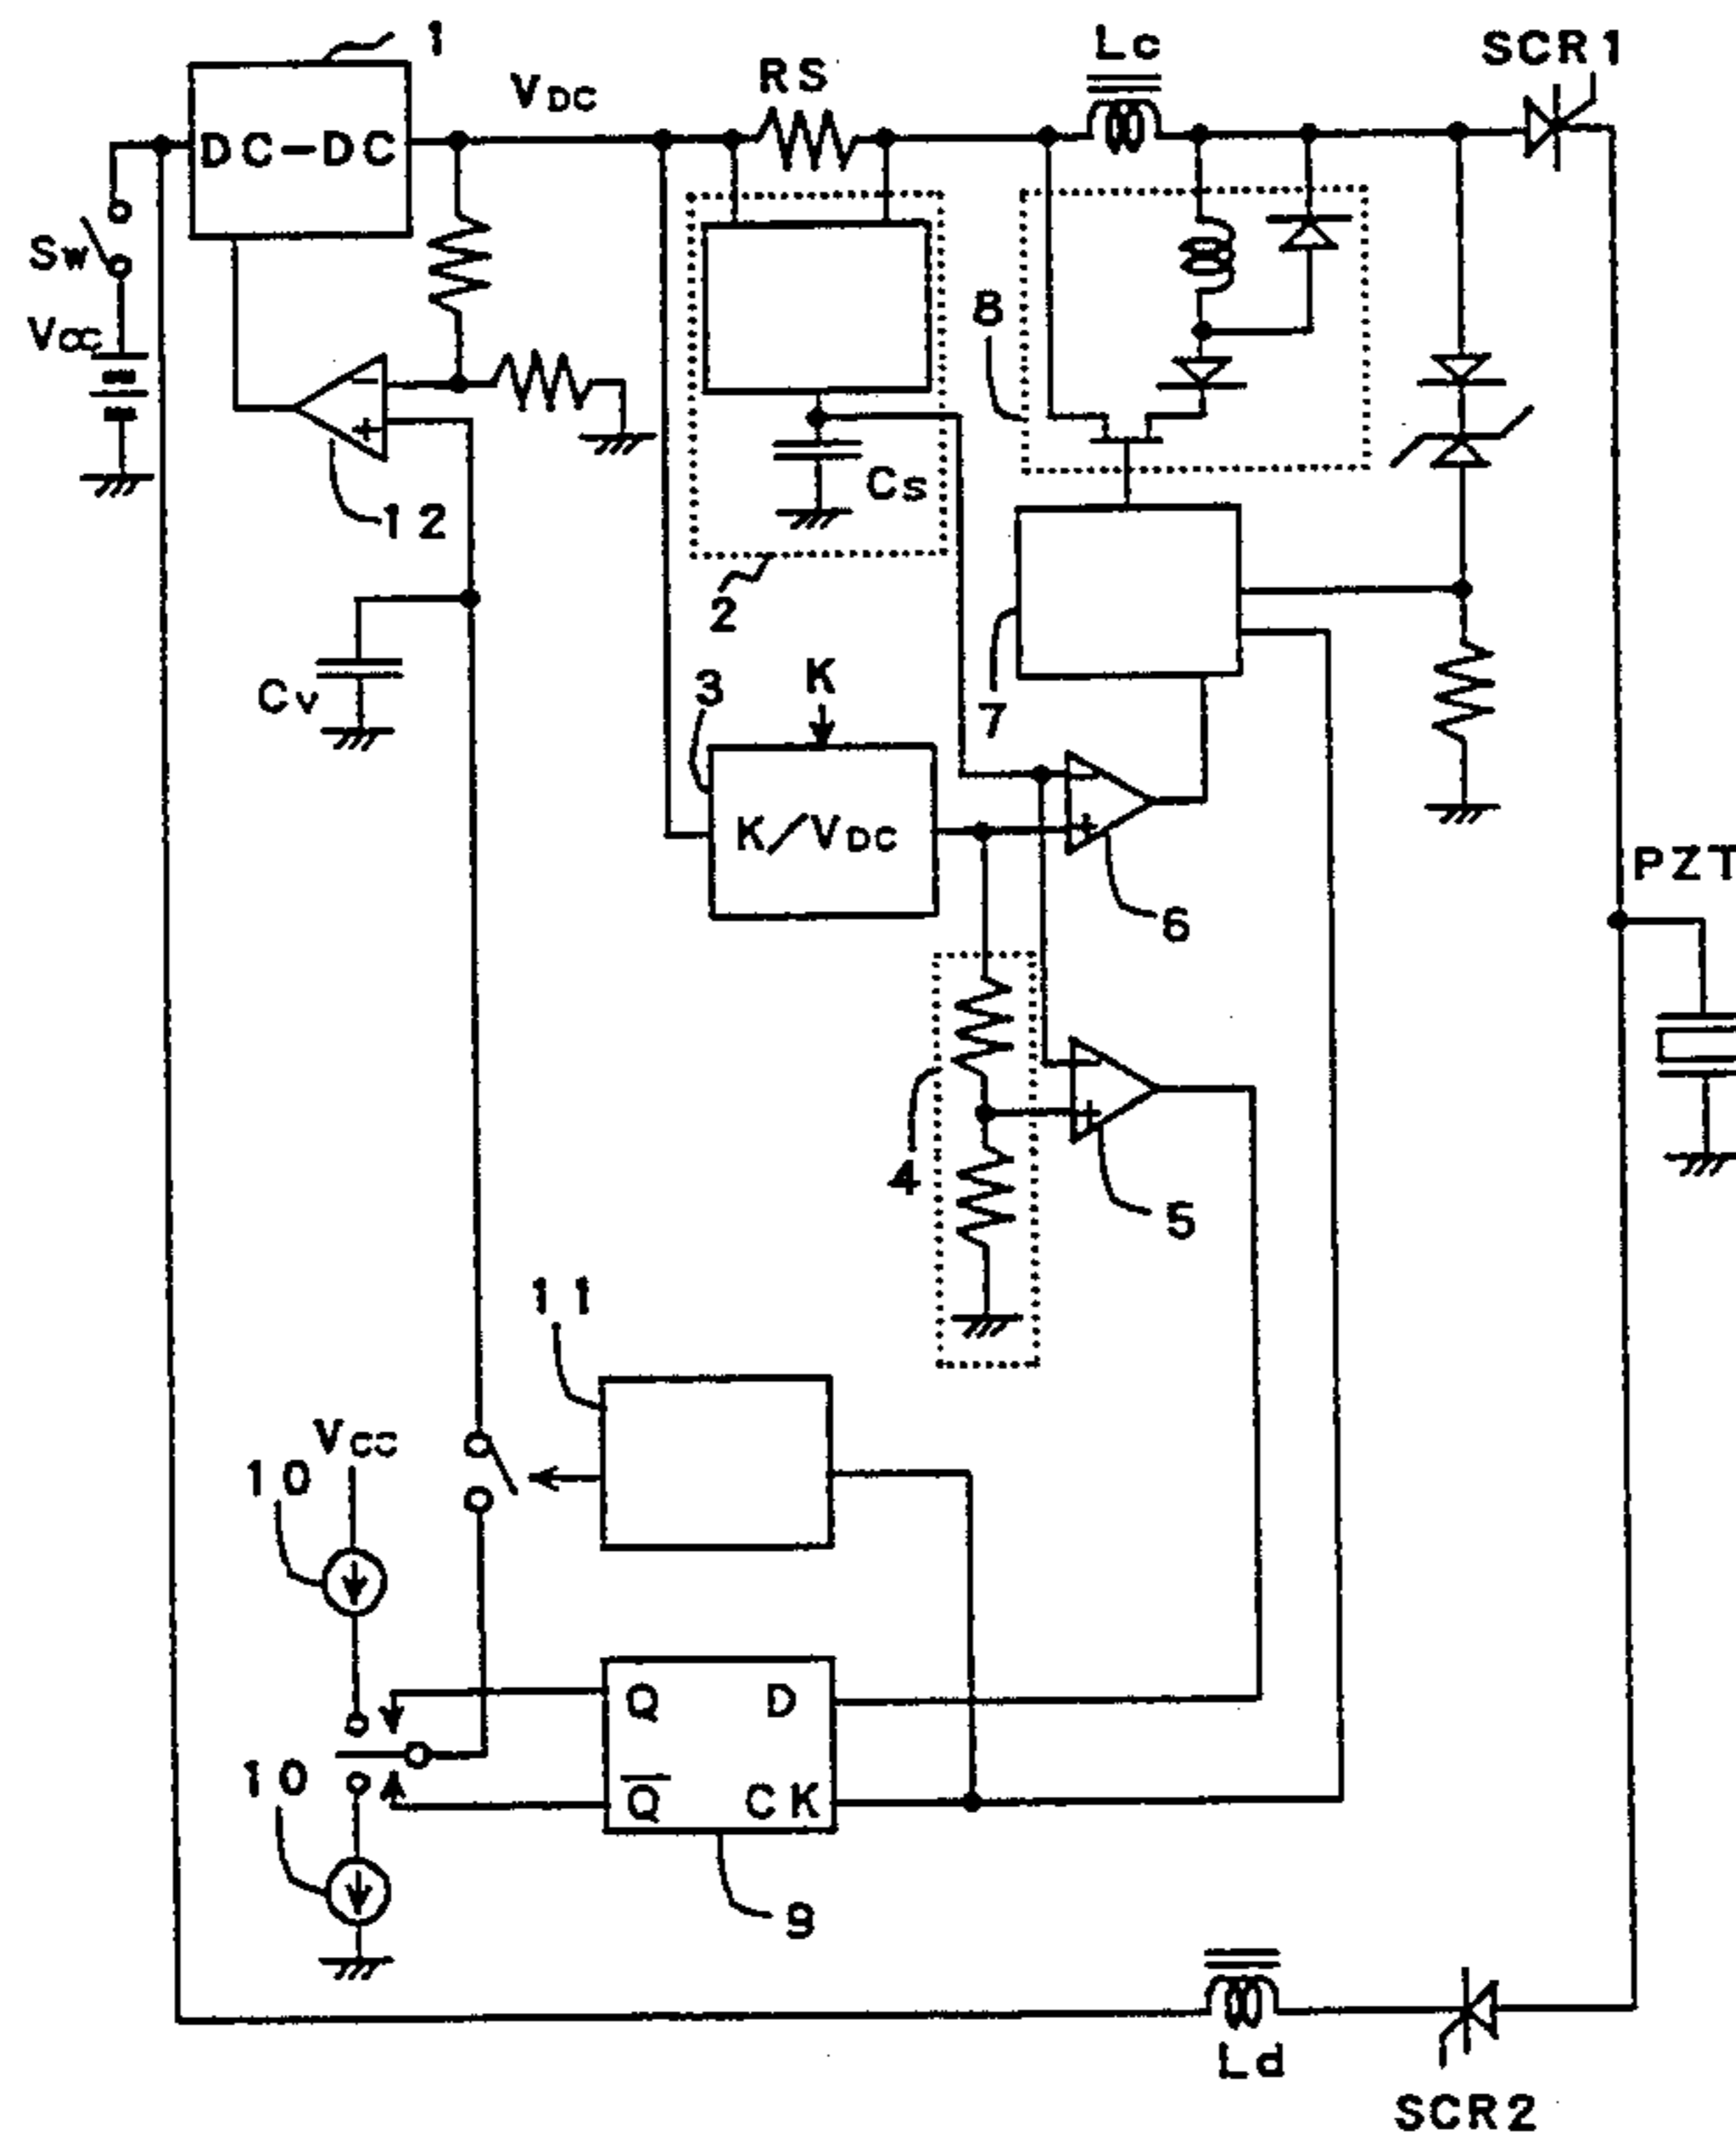 1
Lc
SCR1
RS
VDC
DC-DC
Sw
8
VCC
−
+
Cs
12
2
K
3
Cv
7
−
K/VDC
+
PZT
6
−
4
+
5
11
VCC
10
Q D
10
Q̅ CK
9
Ld
SCR2